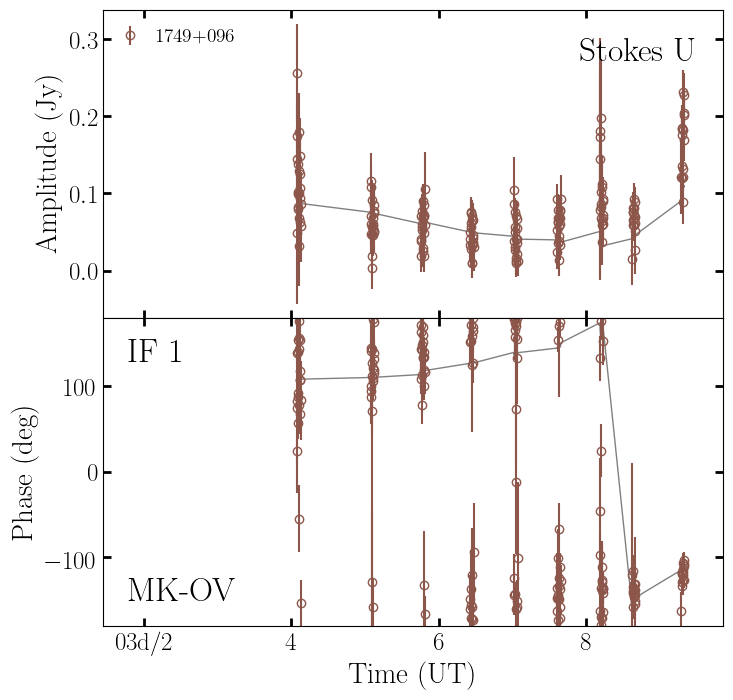 1749+096
Stokes U
0.3
0.2
0.1
0.0
Amplitude (Jy)
IF 1
100
0
−100
Phase (deg)
MK-OV
03d/2 4 6 8
Time (UT)